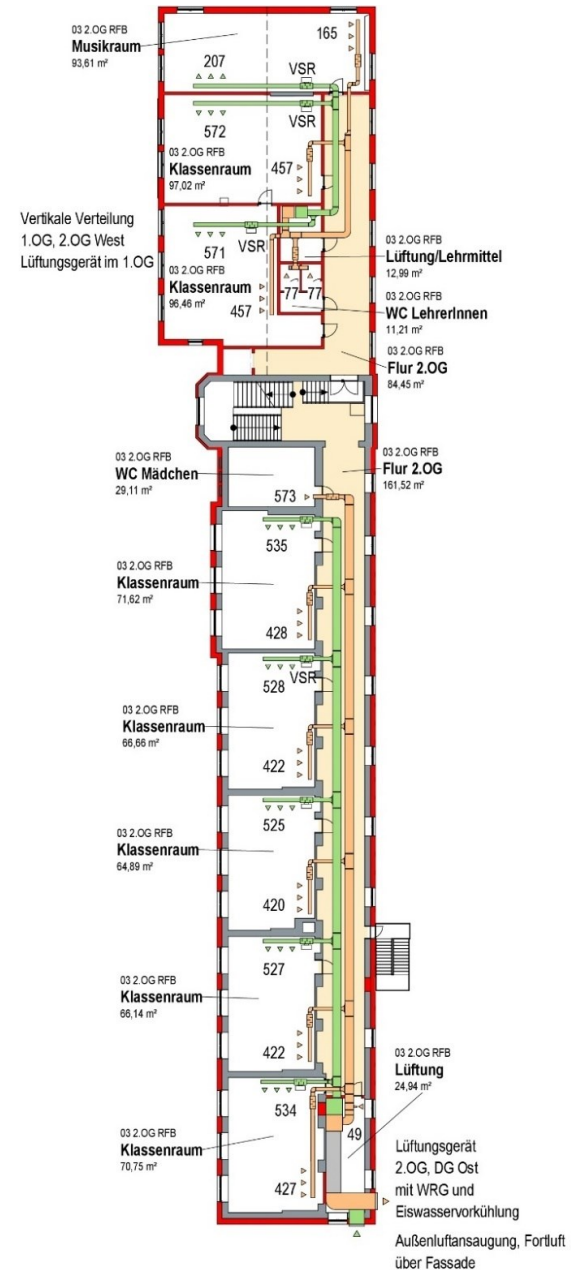 03 2.OG RFB
Musikraum
93,61 m²
165
207
VSR
VSR
572
03 2.OG RFB
Klassenraum
97,02 m²
457
Vertikale Verteilung
1.OG, 2.OG West
Lüftungsgerät im 1.OG
571
VSR
03 2.OG RFB
Klassenraum
96,46 m²
457
03 2.OG RFB
Lüftung/Lehrmittel
12,99 m²
77 77
03 2.OG RFB
WC LehrerInnen
11,21 m²
03 2.OG RFB
Flur 2.OG
84,45 m²
03 2.OG RFB
WC Mädchen
29,11 m²
03 2.OG RFB
Flur 2.OG
161,52 m²
573
535
03 2.OG RFB
Klassenraum
71,62 m²
428
528
VSR
03 2.OG RFB
Klassenraum
66,66 m²
422
525
03 2.OG RFB
Klassenraum
64,89 m²
420
527
03 2.OG RFB
Klassenraum
66,14 m²
422
03 2.OG RFB
Lüftung
24,94 m²
534
49
03 2.OG RFB
Klassenraum
70,75 m²
427
Lüftungsgerät
2.OG, DG Ost
mit WRG und
Eiswasservorkühlung
Außenluftansaugung, Fortluft
über Fassade